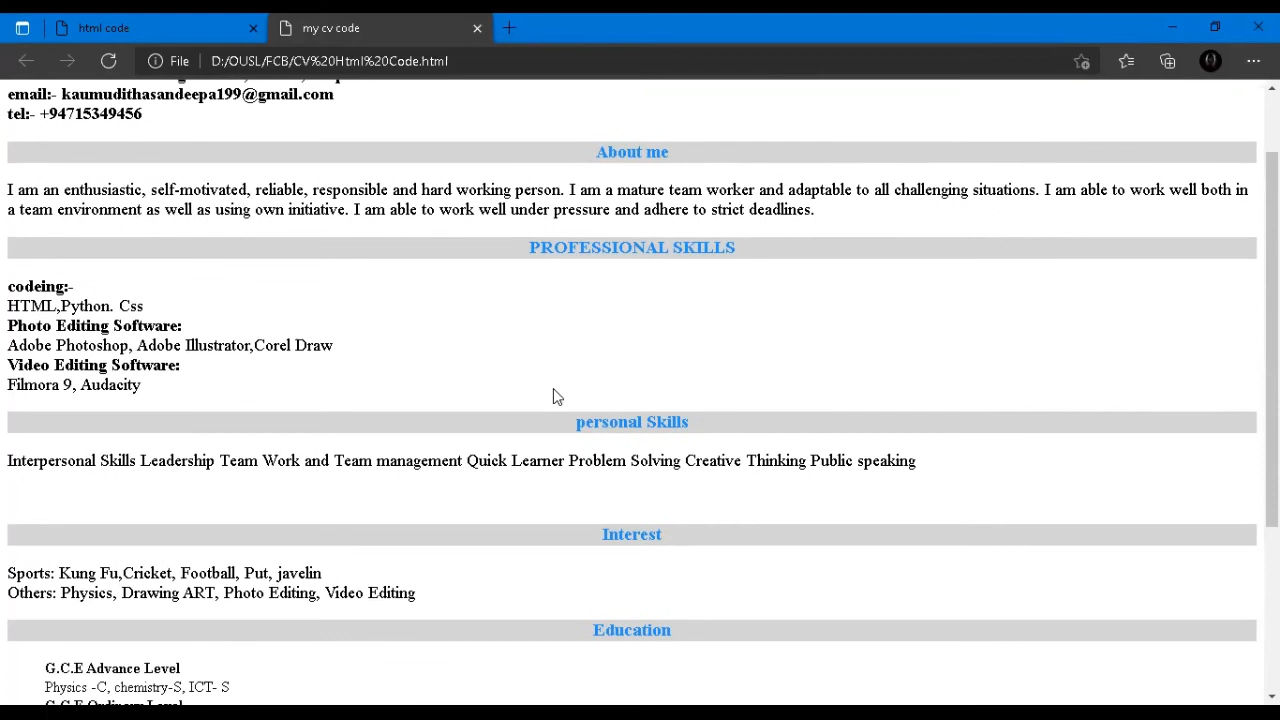 html code
my cv code
File
D:/OUSL/FCB/CV%20Html%20Code.html
email:- kaumudithasandeepa199@gmail.com
tel:- +94715349456
About me
I am an enthusiastic, self-motivated, reliable, responsible and hard working person. I am a mature team worker and adaptable to all challenging situations. I am able to work well both in
a team environment as well as using own initiative. I am able to work well under pressure and adhere to strict deadlines.
PROFESSIONAL SKILLS
codeing:-
HTML,Python. Css
Photo Editing Software:
Adobe Photoshop, Adobe Illustrator,Corel Draw
Video Editing Software:
Filmora 9, Audacity
personal Skills
Interpersonal Skills Leadership Team Work and Team management Quick Learner Problem Solving Creative Thinking Public speaking
Interest
Sports: Kung Fu,Cricket, Football, Put, javelin
Others: Physics, Drawing ART, Photo Editing, Video Editing
Education
G.C.E Advance Level
Physics -C, chemistry-S, ICT- S
G.C.E Ordinary Level